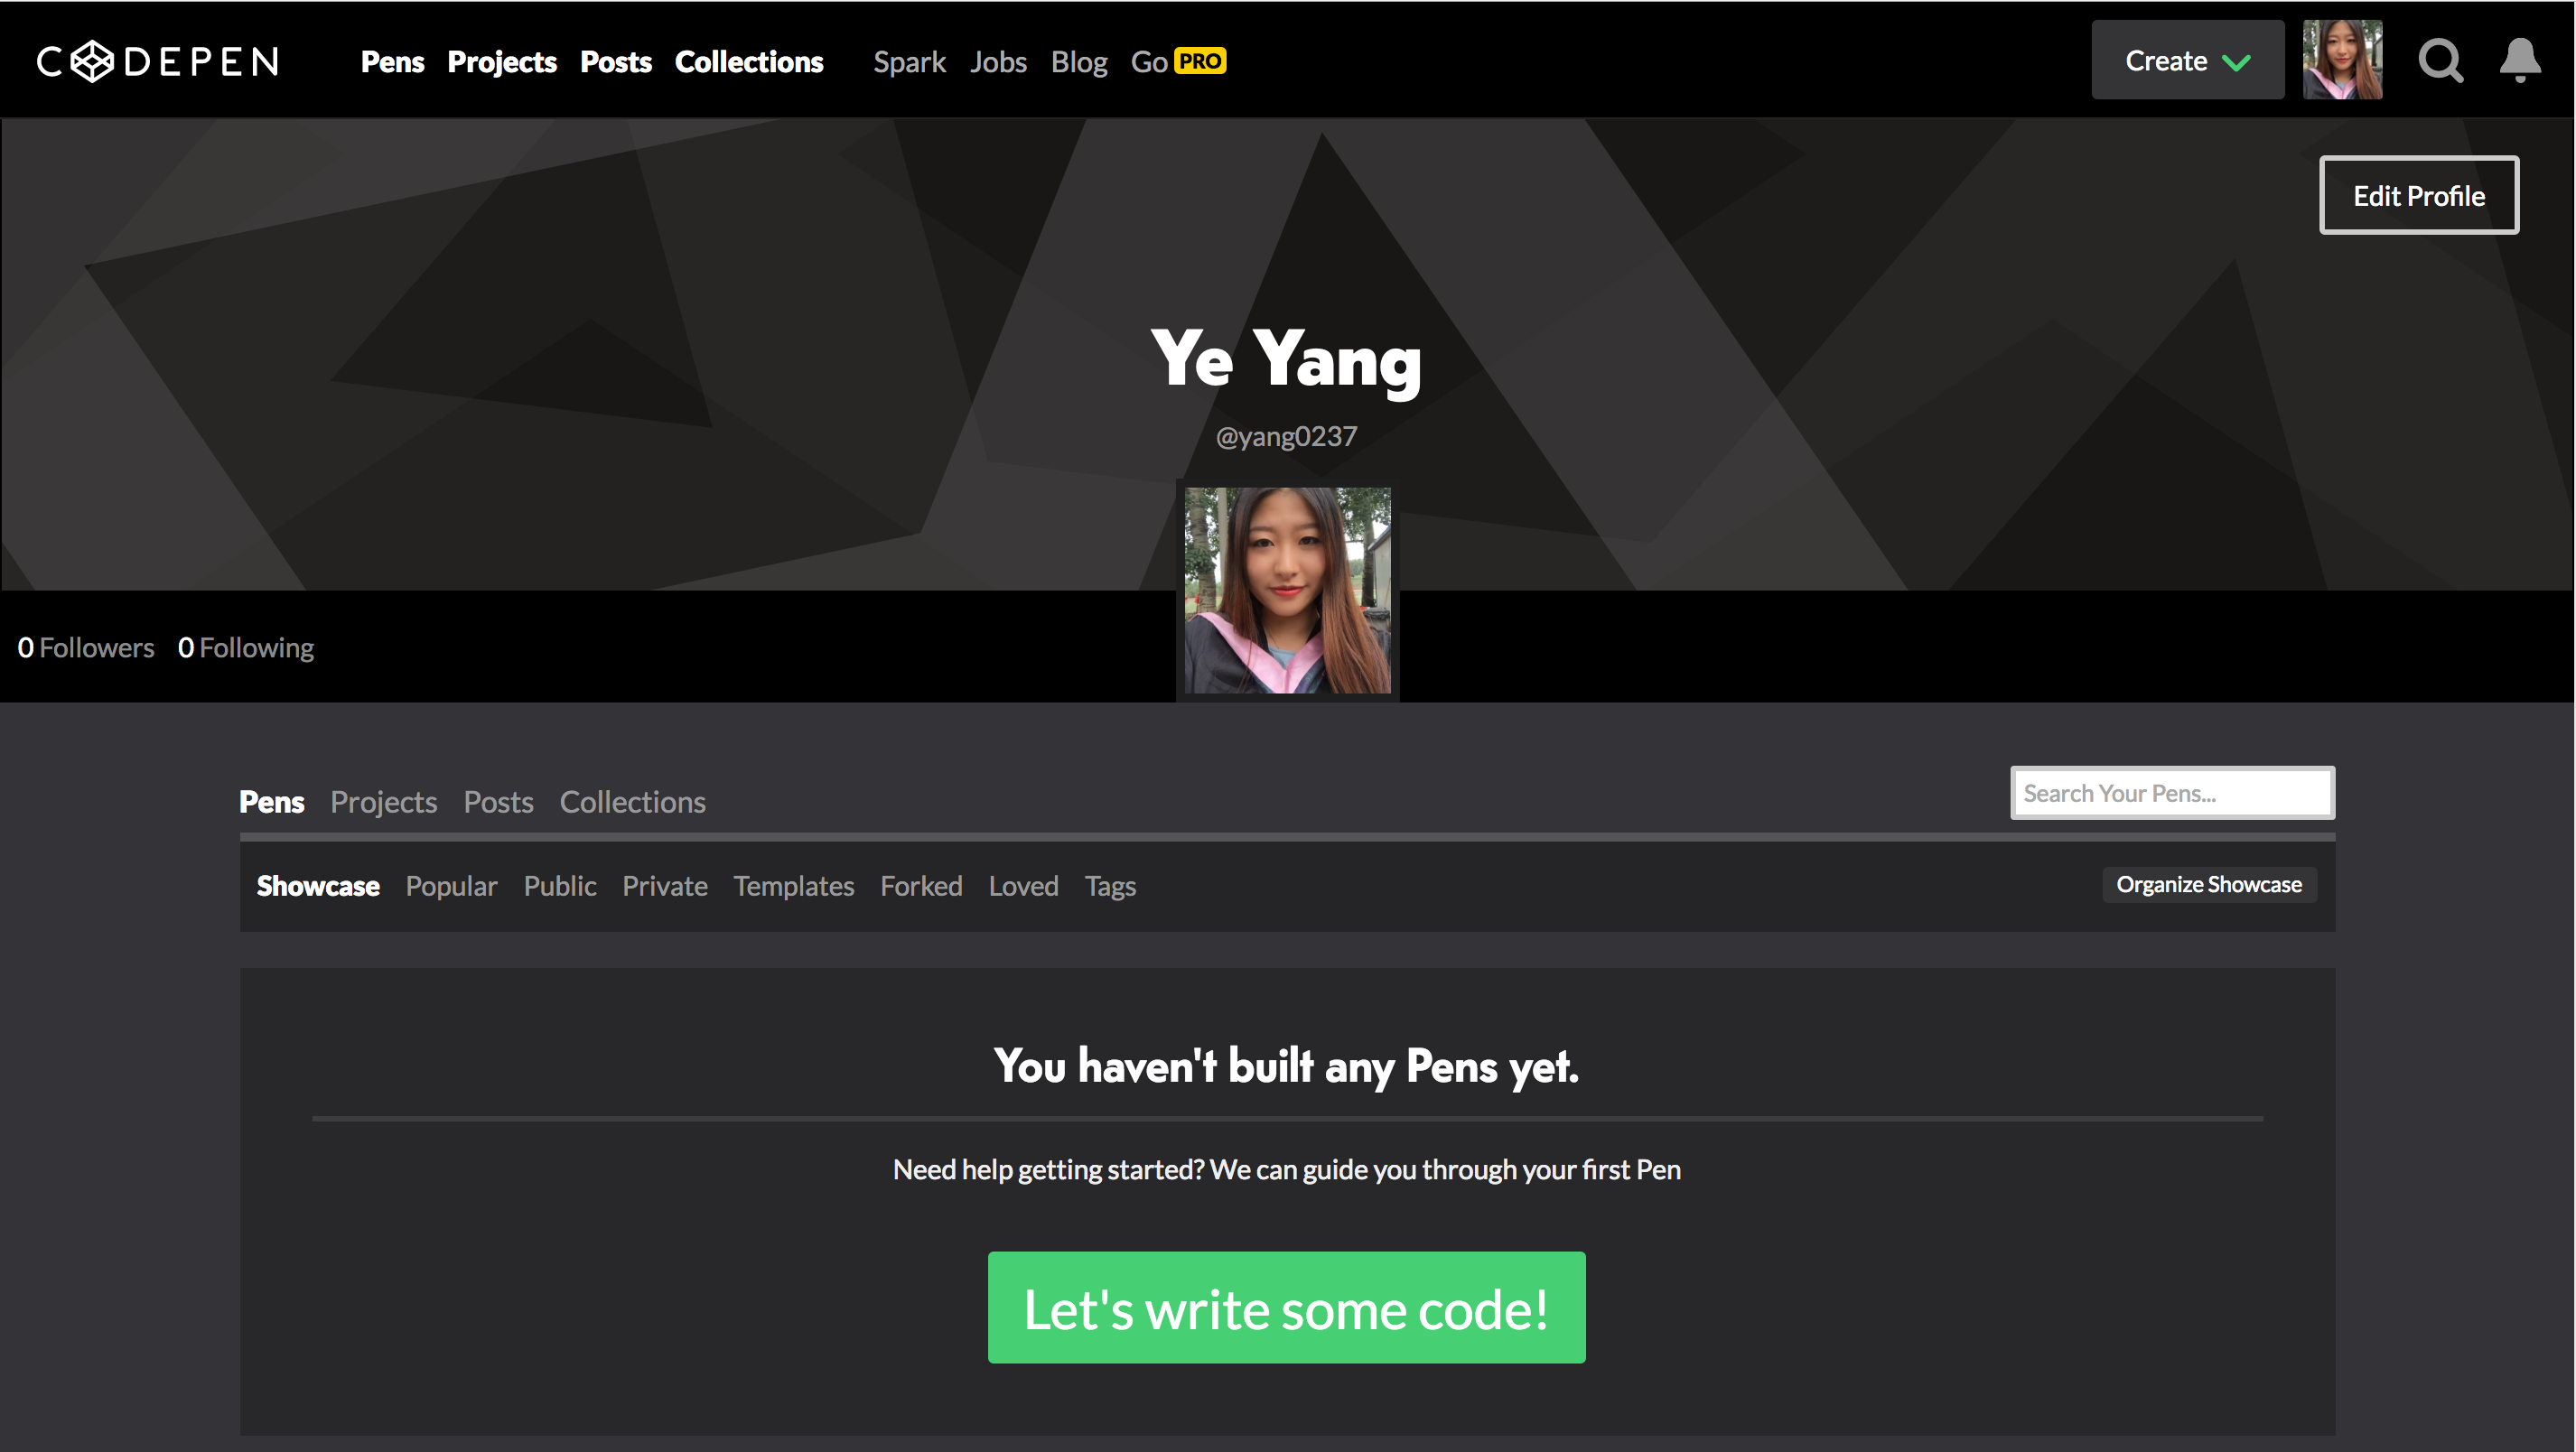 CODEPEN Pens Projects Posts Collections Spark Jobs Blog Go PRO Create
Edit Profile
Ye Yang
@yang0237
0 Followers 0 Following
Pens Projects Posts Collections Search Your Pens...
Showcase Popular Public Private Templates Forked Loved Tags Organize Showcase
You haven't built any Pens yet.
Need help getting started? We can guide you through your first Pen
Let's write some code!